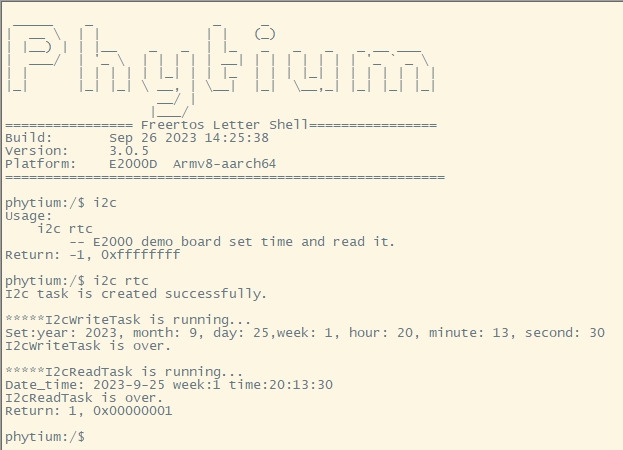 Phytium
================ Freertos Letter Shell================
Build:       Sep 26 2023 14:25:38
Version:     3.0.5
Platform:    E2000D  Armv8-aarch64
=======================================================
phytium:/$ i2c
Usage:
    i2c rtc
        -- E2000 demo board set time and read it.
Return: -1, 0xffffffff
phytium:/$ i2c rtc
I2c task is created successfully.
*****I2cWriteTask is running...
Set:year: 2023, month: 9, day: 25,week: 1, hour: 20, minute: 13, second: 30
I2cWriteTask is over.
*****I2cReadTask is running...
Date_time: 2023-9-25 week:1 time:20:13:30
I2cReadTask is over.
Return: 1, 0x00000001
phytium:/$